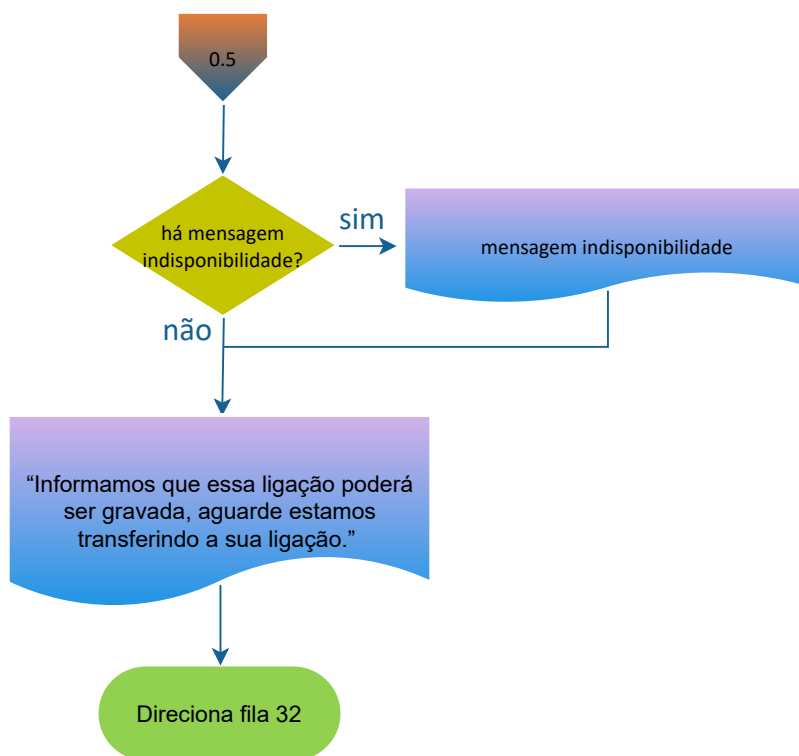 0.5
há mensagem
indisponibilidade?
sim
mensagem indisponibilidade
não
“Informamos que essa ligação poderá
ser gravada, aguarde estamos
transferindo a sua ligação.”
Direciona fila 32